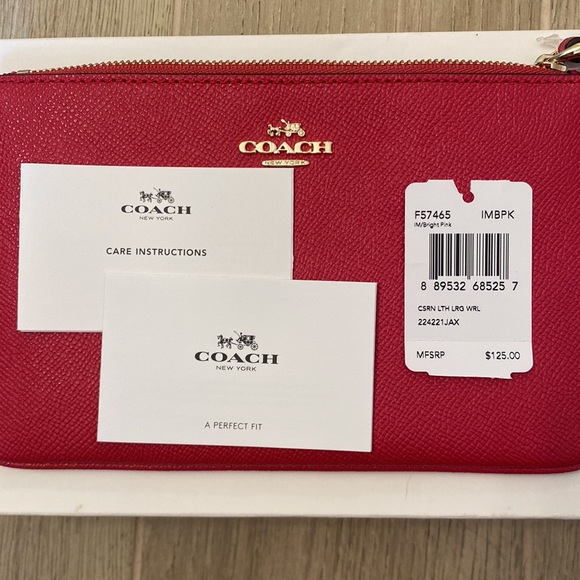 COACH
NEW YORK
COACH
NEW YORK
CARE INSTRUCTIONS
COACH
NEW YORK
A PERFECT FIT
F57465 IMBPK
IM/Bright Pink
8 89532 68525 7
CSRN LTH LRG WRL
224221JAX
MFSRP $125.00